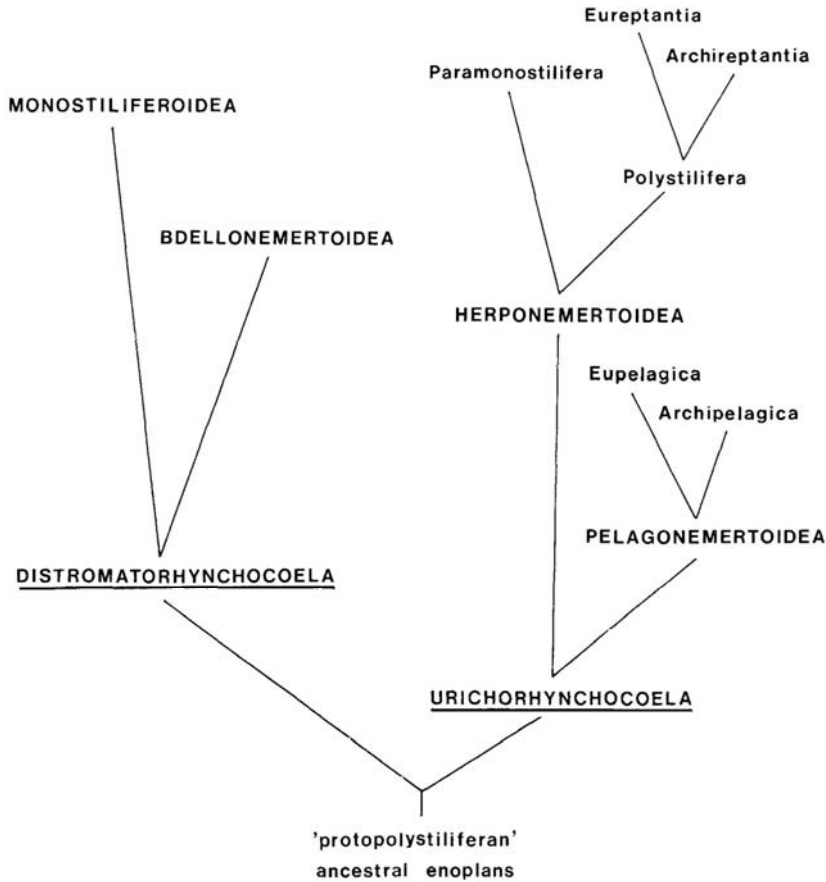 Eureptantia
Archireptantia
Paramonostilifera
MONOSTILIFEROIDEA
Polystilifera
BDELLONEMERTOIDEA
HERPONEMERTOIDEA
Eupelagica
Archipelagica
PELAGONEMERTOIDEA
DISTROMATORHYNCHOCOELA
URICHORHYNCHOCOELA
'protopolystiliferan'
ancestral enoplans